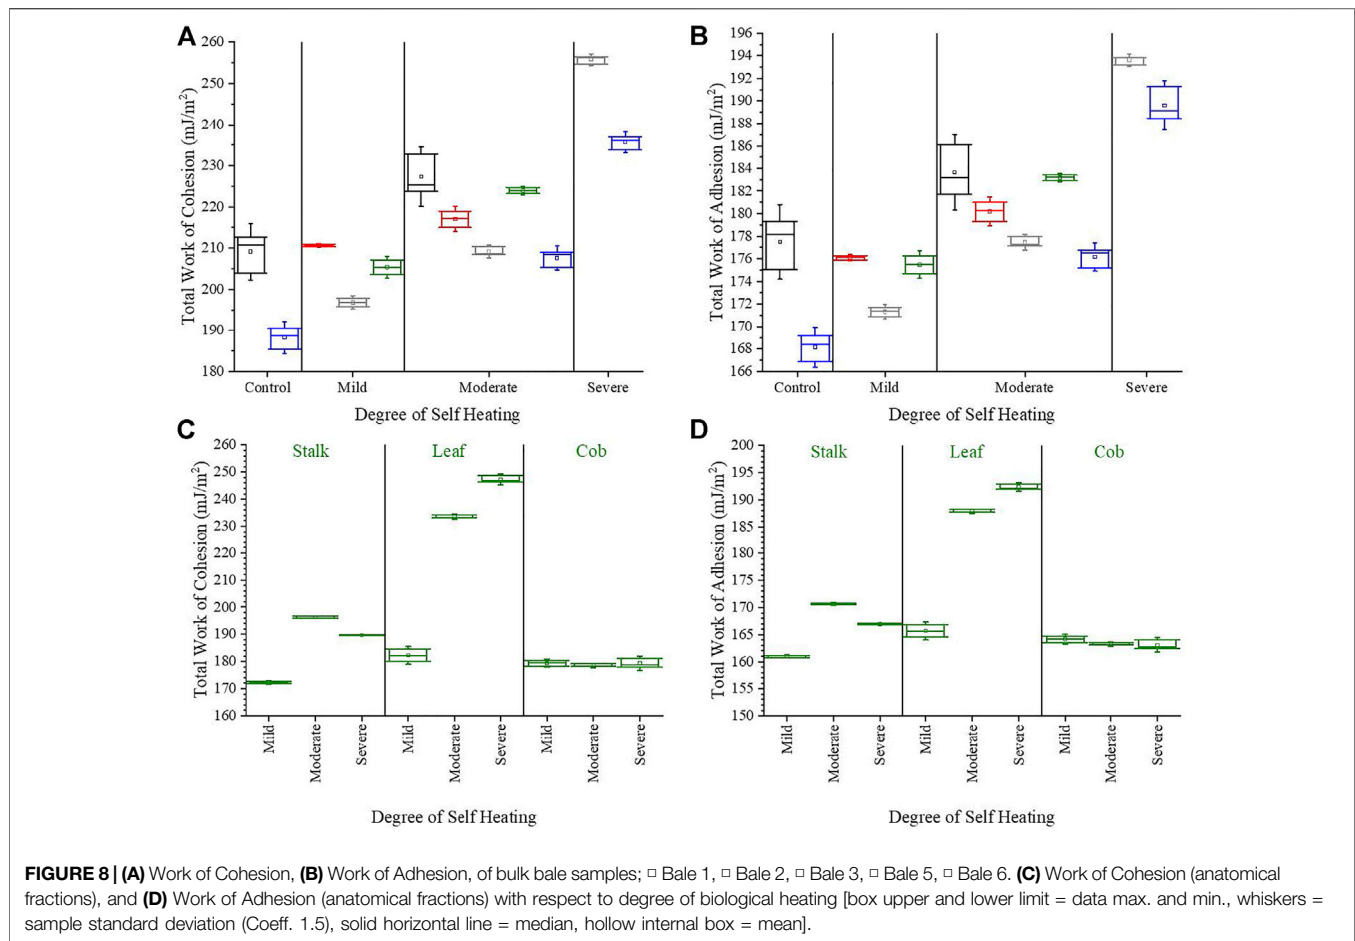 A
260
250
240
230
220
210
200
190
180
Total Work of Cohesion (mJ/m²)
Control Mild Moderate Severe
Degree of Self Heating
B
196
194
192
190
188
186
184
182
180
178
176
174
172
170
168
166
Total Work of Adhesion (mJ/m²)
Control Mild Moderate Severe
Degree of Self Heating
C
260
250
240
230
220
210
200
190
180
170
160
Total Work of Cohesion (mJ/m²)
Stalk Leaf Cob
Mild Moderate Severe Mild Moderate Severe Mild Moderate Severe
Degree of Self Heating
D
200
195
190
185
180
175
170
165
160
155
150
Total Work of Adhesion (mJ/m²)
Stalk Leaf Cob
Mild Moderate Severe Mild Moderate Severe Mild Moderate Severe
Degree of Self Heating
FIGURE 8 | (A) Work of Cohesion, (B) Work of Adhesion, of bulk bale samples; □ Bale 1, □ Bale 2, □ Bale 3, □ Bale 5, □ Bale 6. (C) Work of Cohesion (anatomical
fractions), and (D) Work of Adhesion (anatomical fractions) with respect to degree of biological heating [box upper and lower limit = data max. and min., whiskers =
sample standard deviation (Coeff. 1.5), solid horizontal line = median, hollow internal box = mean].